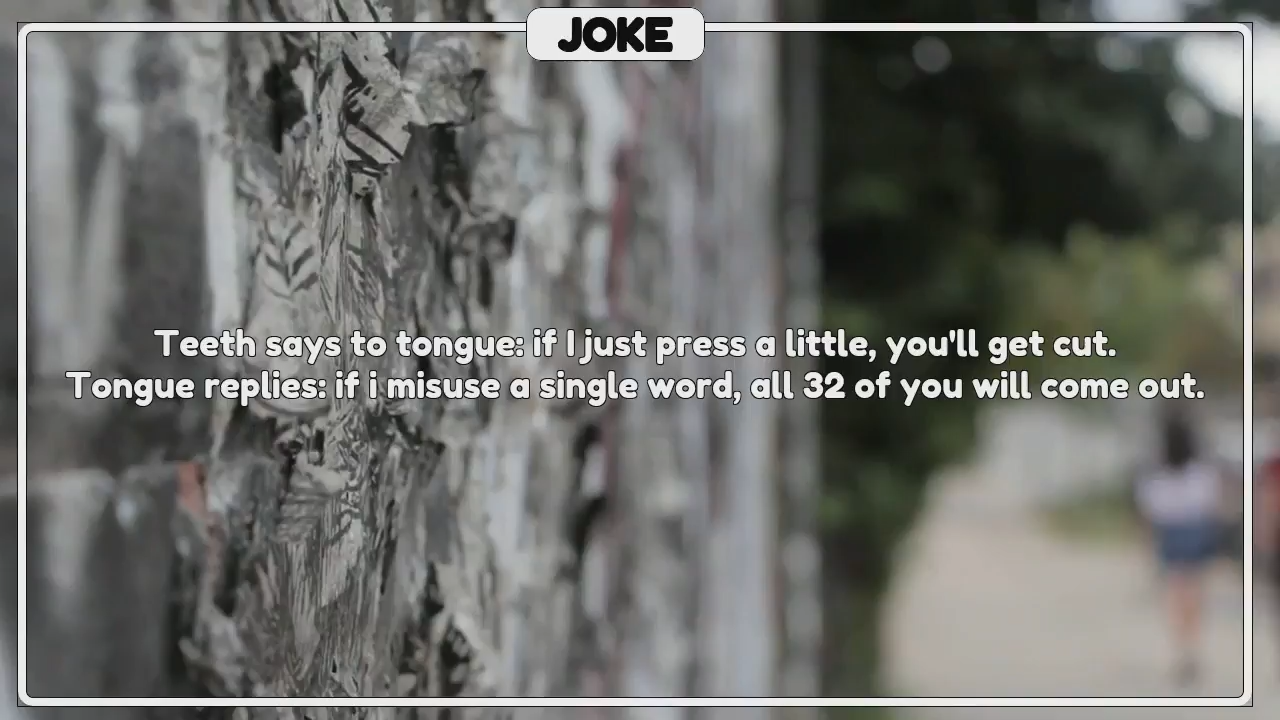 JOKE
Teeth says to tongue: if I just press a little, you'll get cut.
Tongue replies: if i misuse a single word, all 32 of you will come out.